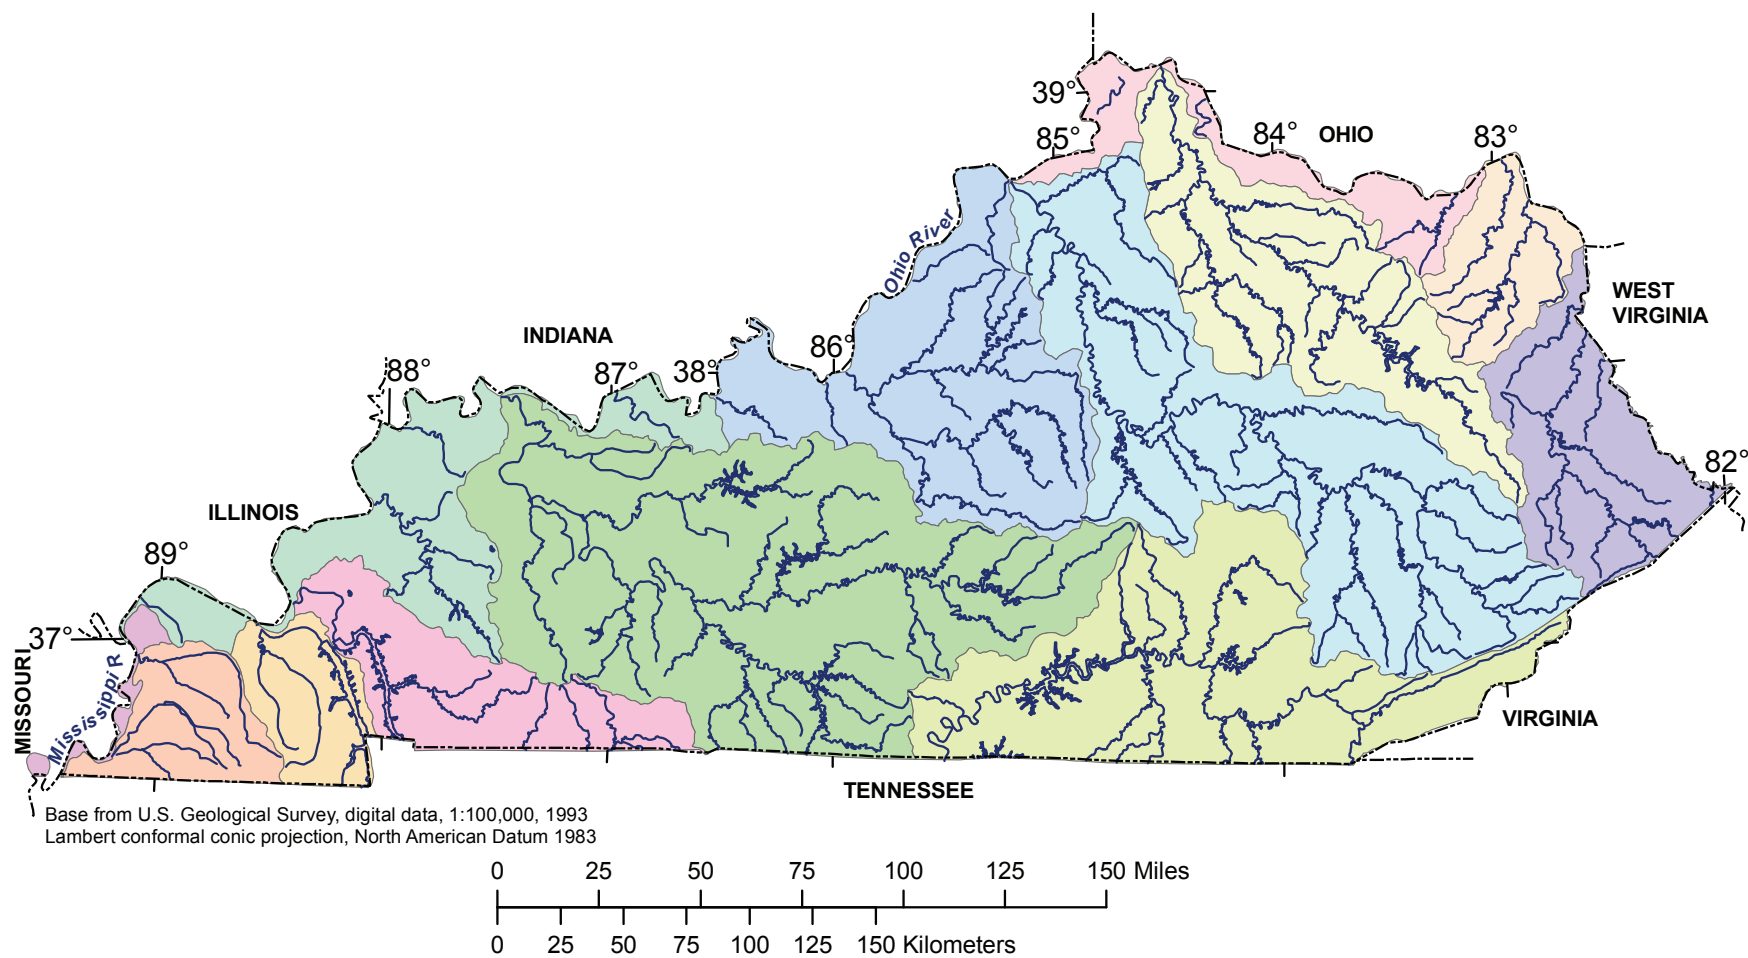 39°
85°
84°
OHIO
83°
Ohio River
WEST
VIRGINIA
INDIANA
88°
87°
38°
86°
82°
ILLINOIS
89°
37°
MISSOURI
Mississippi R
VIRGINIA
TENNESSEE
Base from U.S. Geological Survey, digital data, 1:100,000, 1993
Lambert conformal conic projection, North American Datum 1983
0 25 50 75 100 125 150 Miles
0 25 50 75 100 125 150 Kilometers